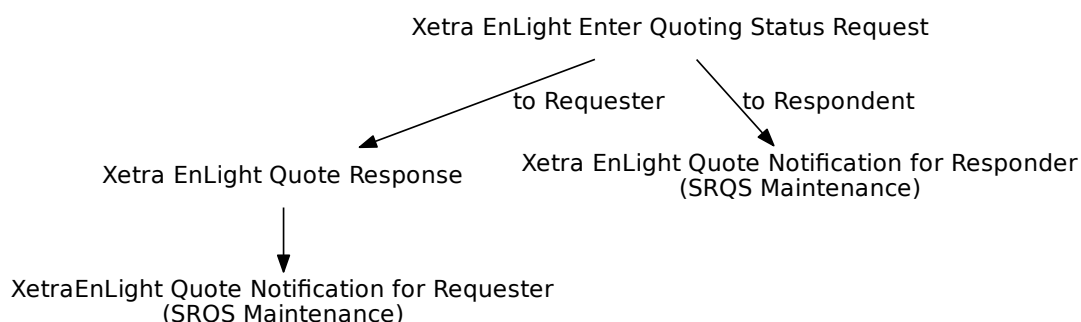 Xetra EnLight Enter Quoting Status Request
to Requester
to Respondent
Xetra EnLight Quote Response
Xetra EnLight Quote Notification for Responder
(SRQS Maintenance)
XetraEnLight Quote Notification for Requester
(SRQS Maintenance)